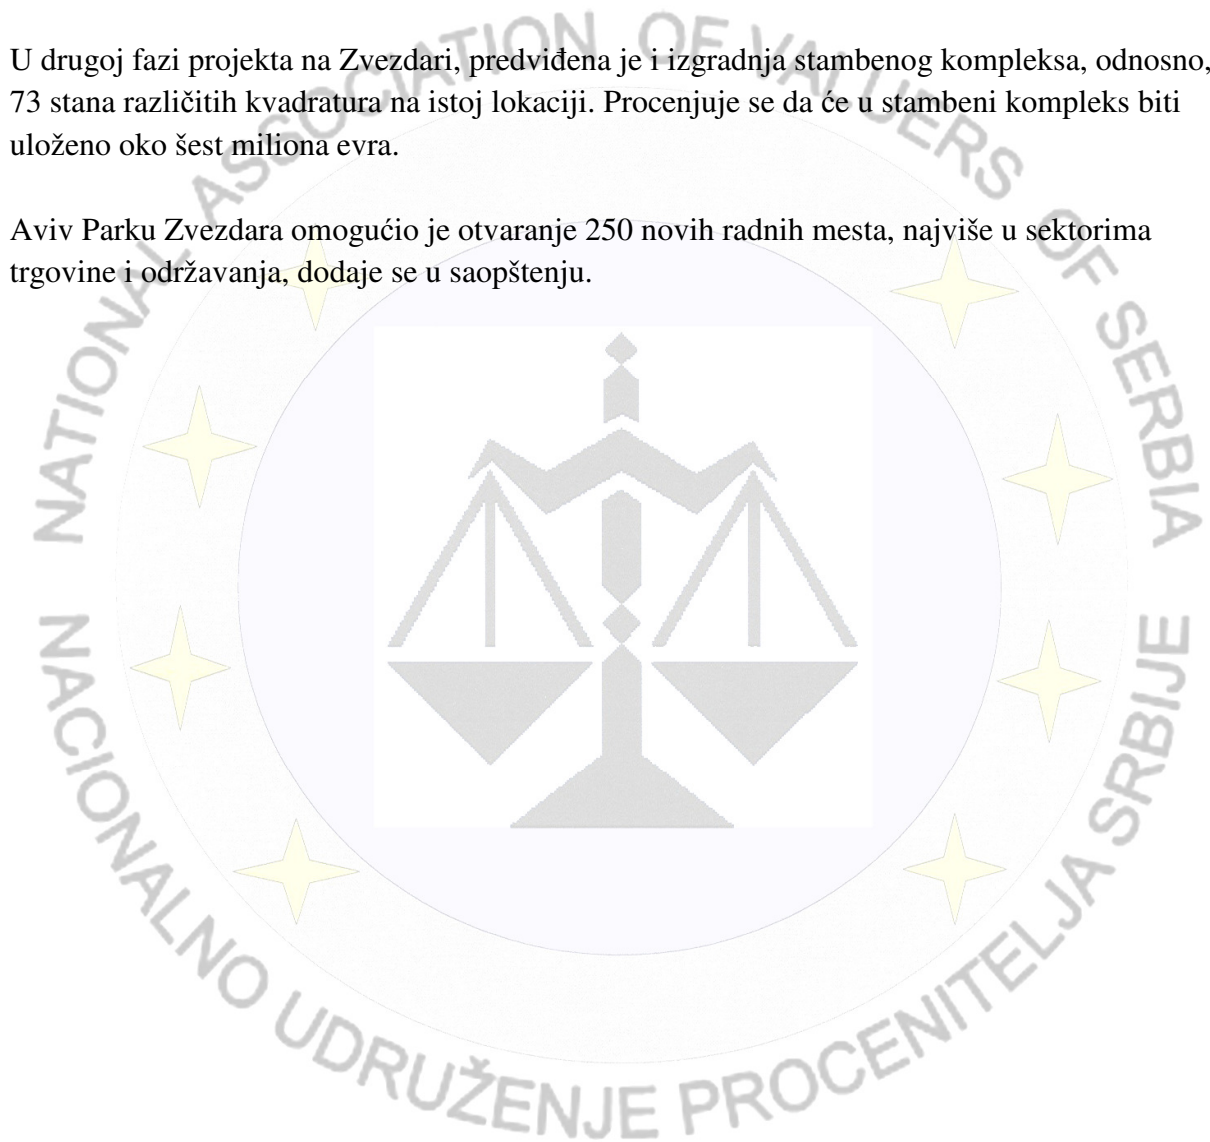 U drugoj fazi projekta na Zvezdari, predviđena je i izgradnja stambenog kompleksa, odnosno,
73 stana različitih kvadratura na istoj lokaciji. Procenjuje se da će u stambeni kompleks biti
uloženo oko šest miliona evra.
Aviv Parku Zvezdara omogućio je otvaranje 250 novih radnih mesta, najviše u sektorima
trgovine i održavanja, dodaje se u saopštenju.
NATIONAL ASSOCIATION OF VALUERS OF SERBIA
NACIONALNO UDRUŽENJE PROCENITELJA SRBIJE